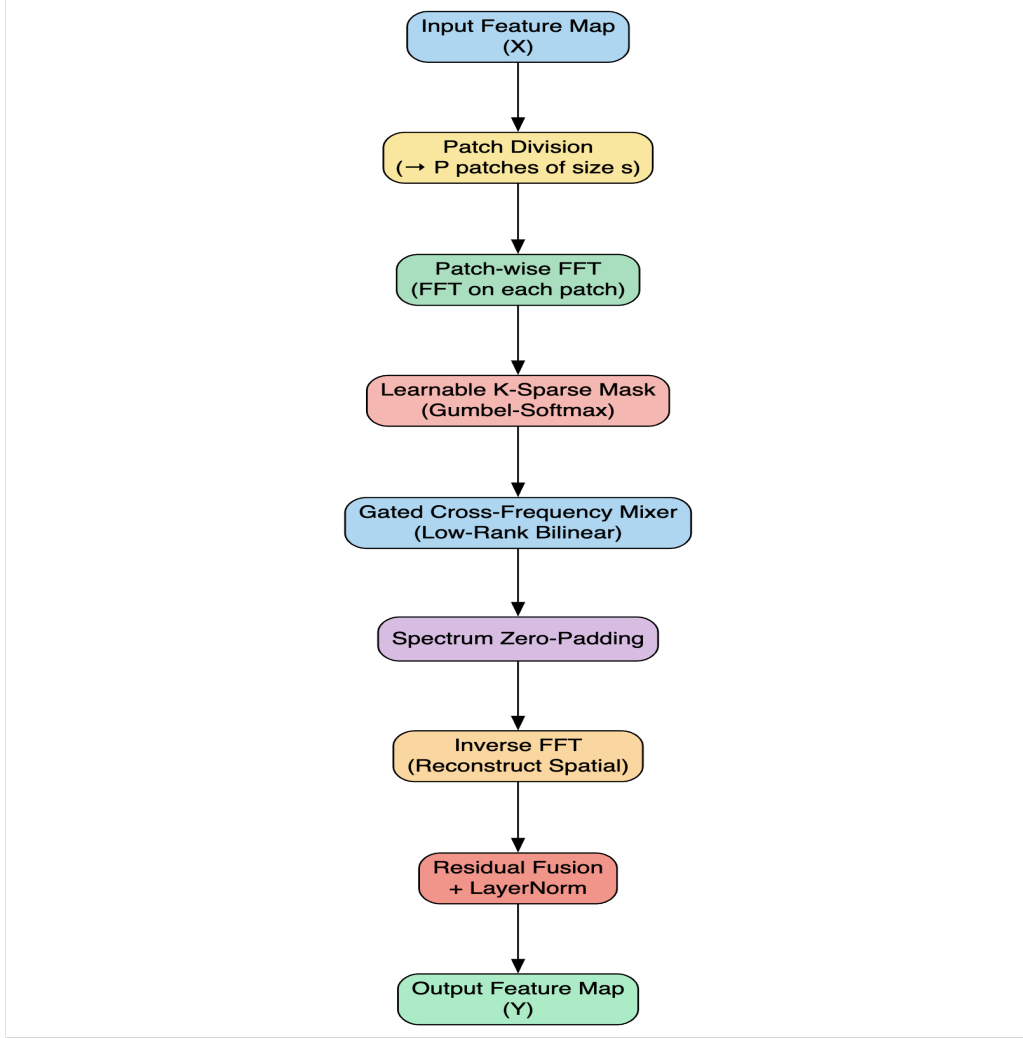 Input Feature Map
(X)
Patch Division
(→ P patches of size s)
Patch-wise FFT
(FFT on each patch)
Learnable K-Sparse Mask
(Gumbel-Softmax)
Gated Cross-Frequency Mixer
(Low-Rank Bilinear)
Spectrum Zero-Padding
Inverse FFT
(Reconstruct Spatial)
Residual Fusion
+ LayerNorm
Output Feature Map
(Y)